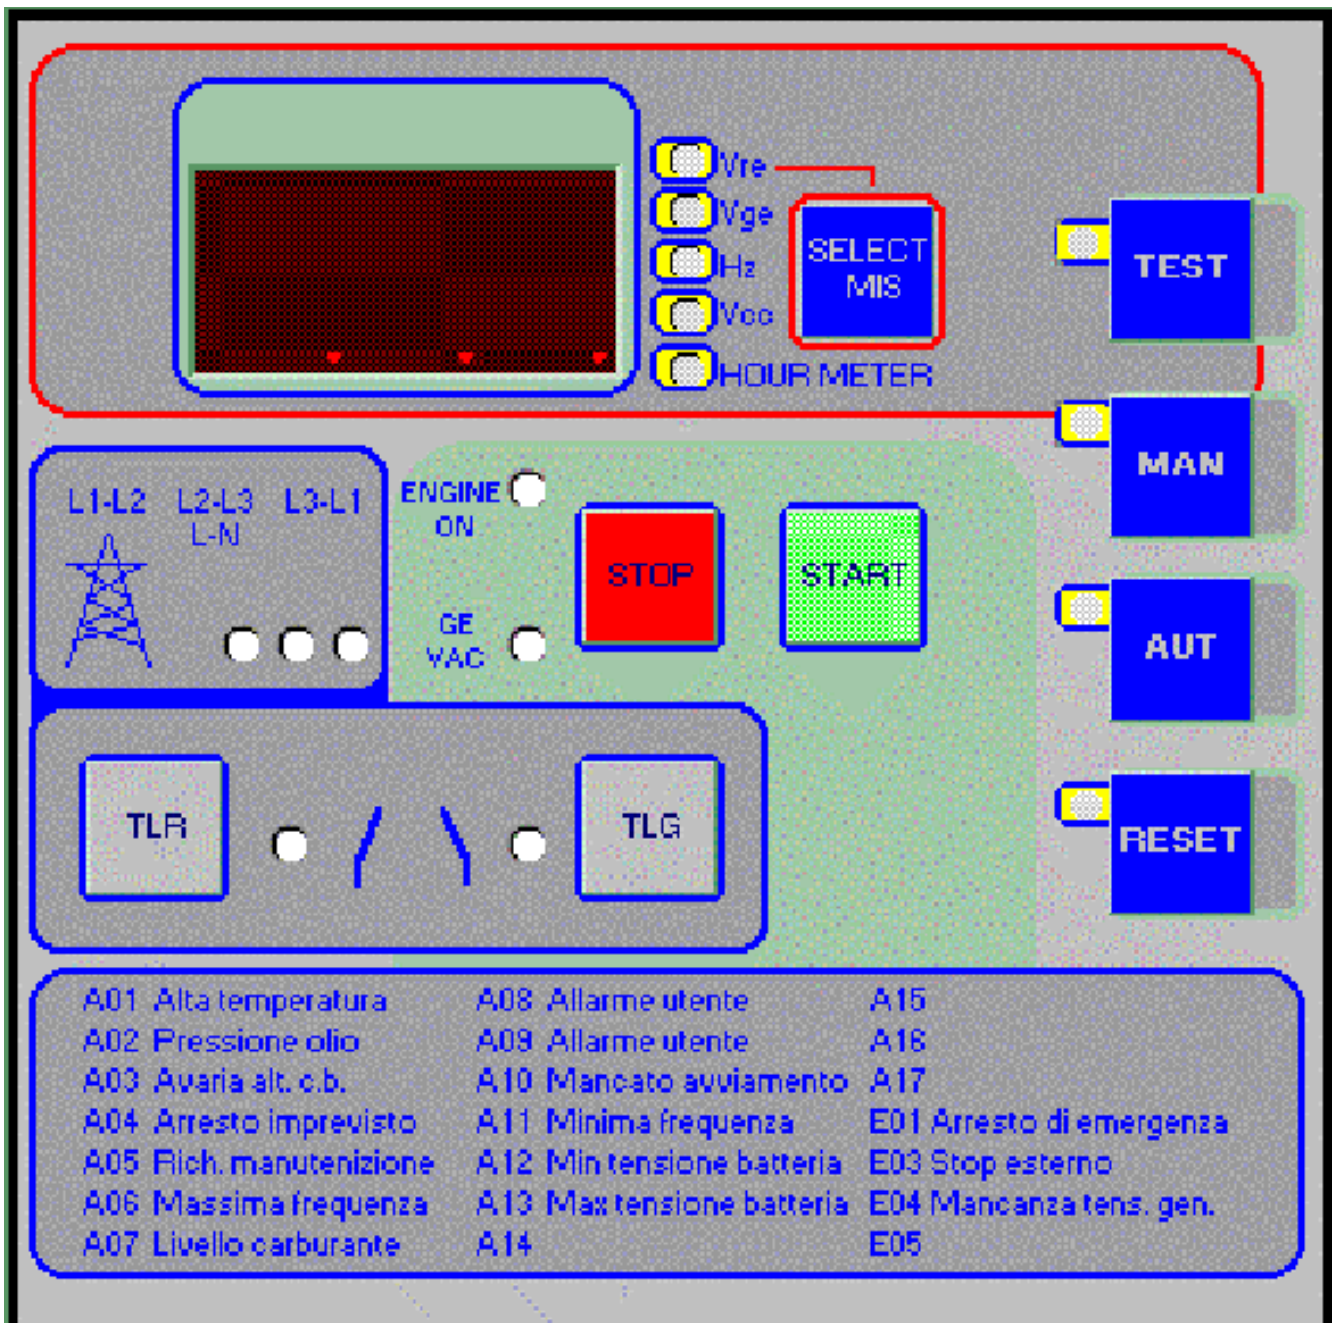 Vre
Vge
Hz
Vcc
HOUR METER
SELECT
MIS
TEST
MAN
AUT
RESET
L1-L2 L2-L3 L3-L1
L-N
ENGINE
ON
GE
VAC
STOP
START
TLR
TLG
A01 Alta temperatura
A02 Pressione olio
A03 Avaria alt. c.b.
A04 Arresto imprevisto
A05 Rich. manutenizione
A06 Massima frequenza
A07 Livello carburante
A08 Allarme utente
A09 Allarme utente
A10 Mancato avviamento
A11 Minima frequenza
A12 Min tensione batteria
A13 Max tensione batteria
A14
A15
A16
A17
E01 Arresto di emergenza
E03 Stop esterno
E04 Mancanza tens. gen.
E05